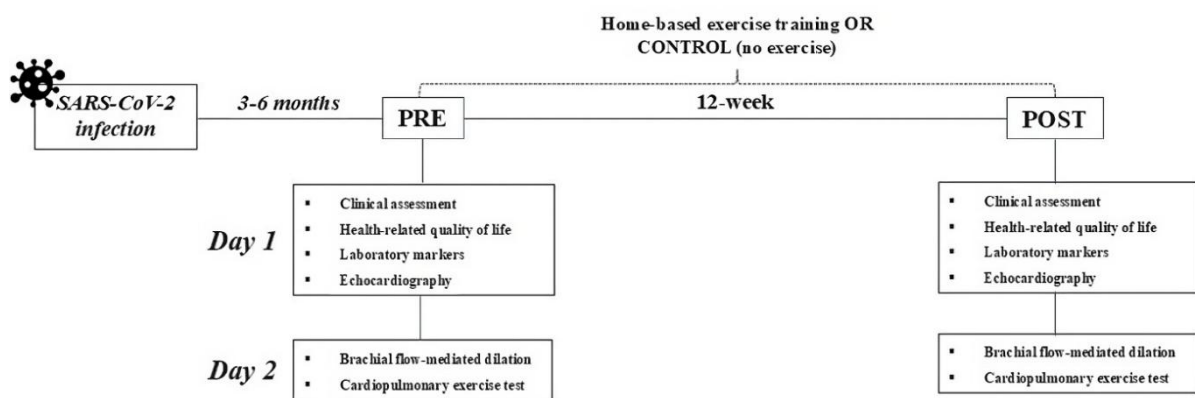 Home-based exercise training OR
CONTROL (no exercise)
SARS-CoV-2
infection
3-6 months
PRE
12-week
POST
Day 1
▪ Clinical assessment
▪ Health-related quality of life
▪ Laboratory markers
▪ Echocardiography
▪ Clinical assessment
▪ Health-related quality of life
▪ Laboratory markers
▪ Echocardiography
Day 2
▪ Brachial flow-mediated dilation
▪ Cardiopulmonary exercise test
▪ Brachial flow-mediated dilation
▪ Cardiopulmonary exercise test